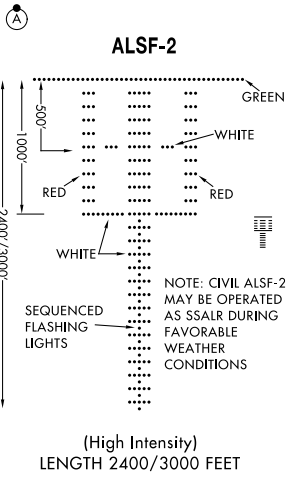 A
ALSF-2
GREEN
500'
1000'
WHITE
RED
RED
2400'/3000'
WHITE
NOTE: CIVIL ALSF-2
MAY BE OPERATED
AS SSALR DURING
FAVORABLE
WEATHER
CONDITIONS
SEQUENCED
FLASHING
LIGHTS
(High Intensity)
LENGTH 2400/3000 FEET